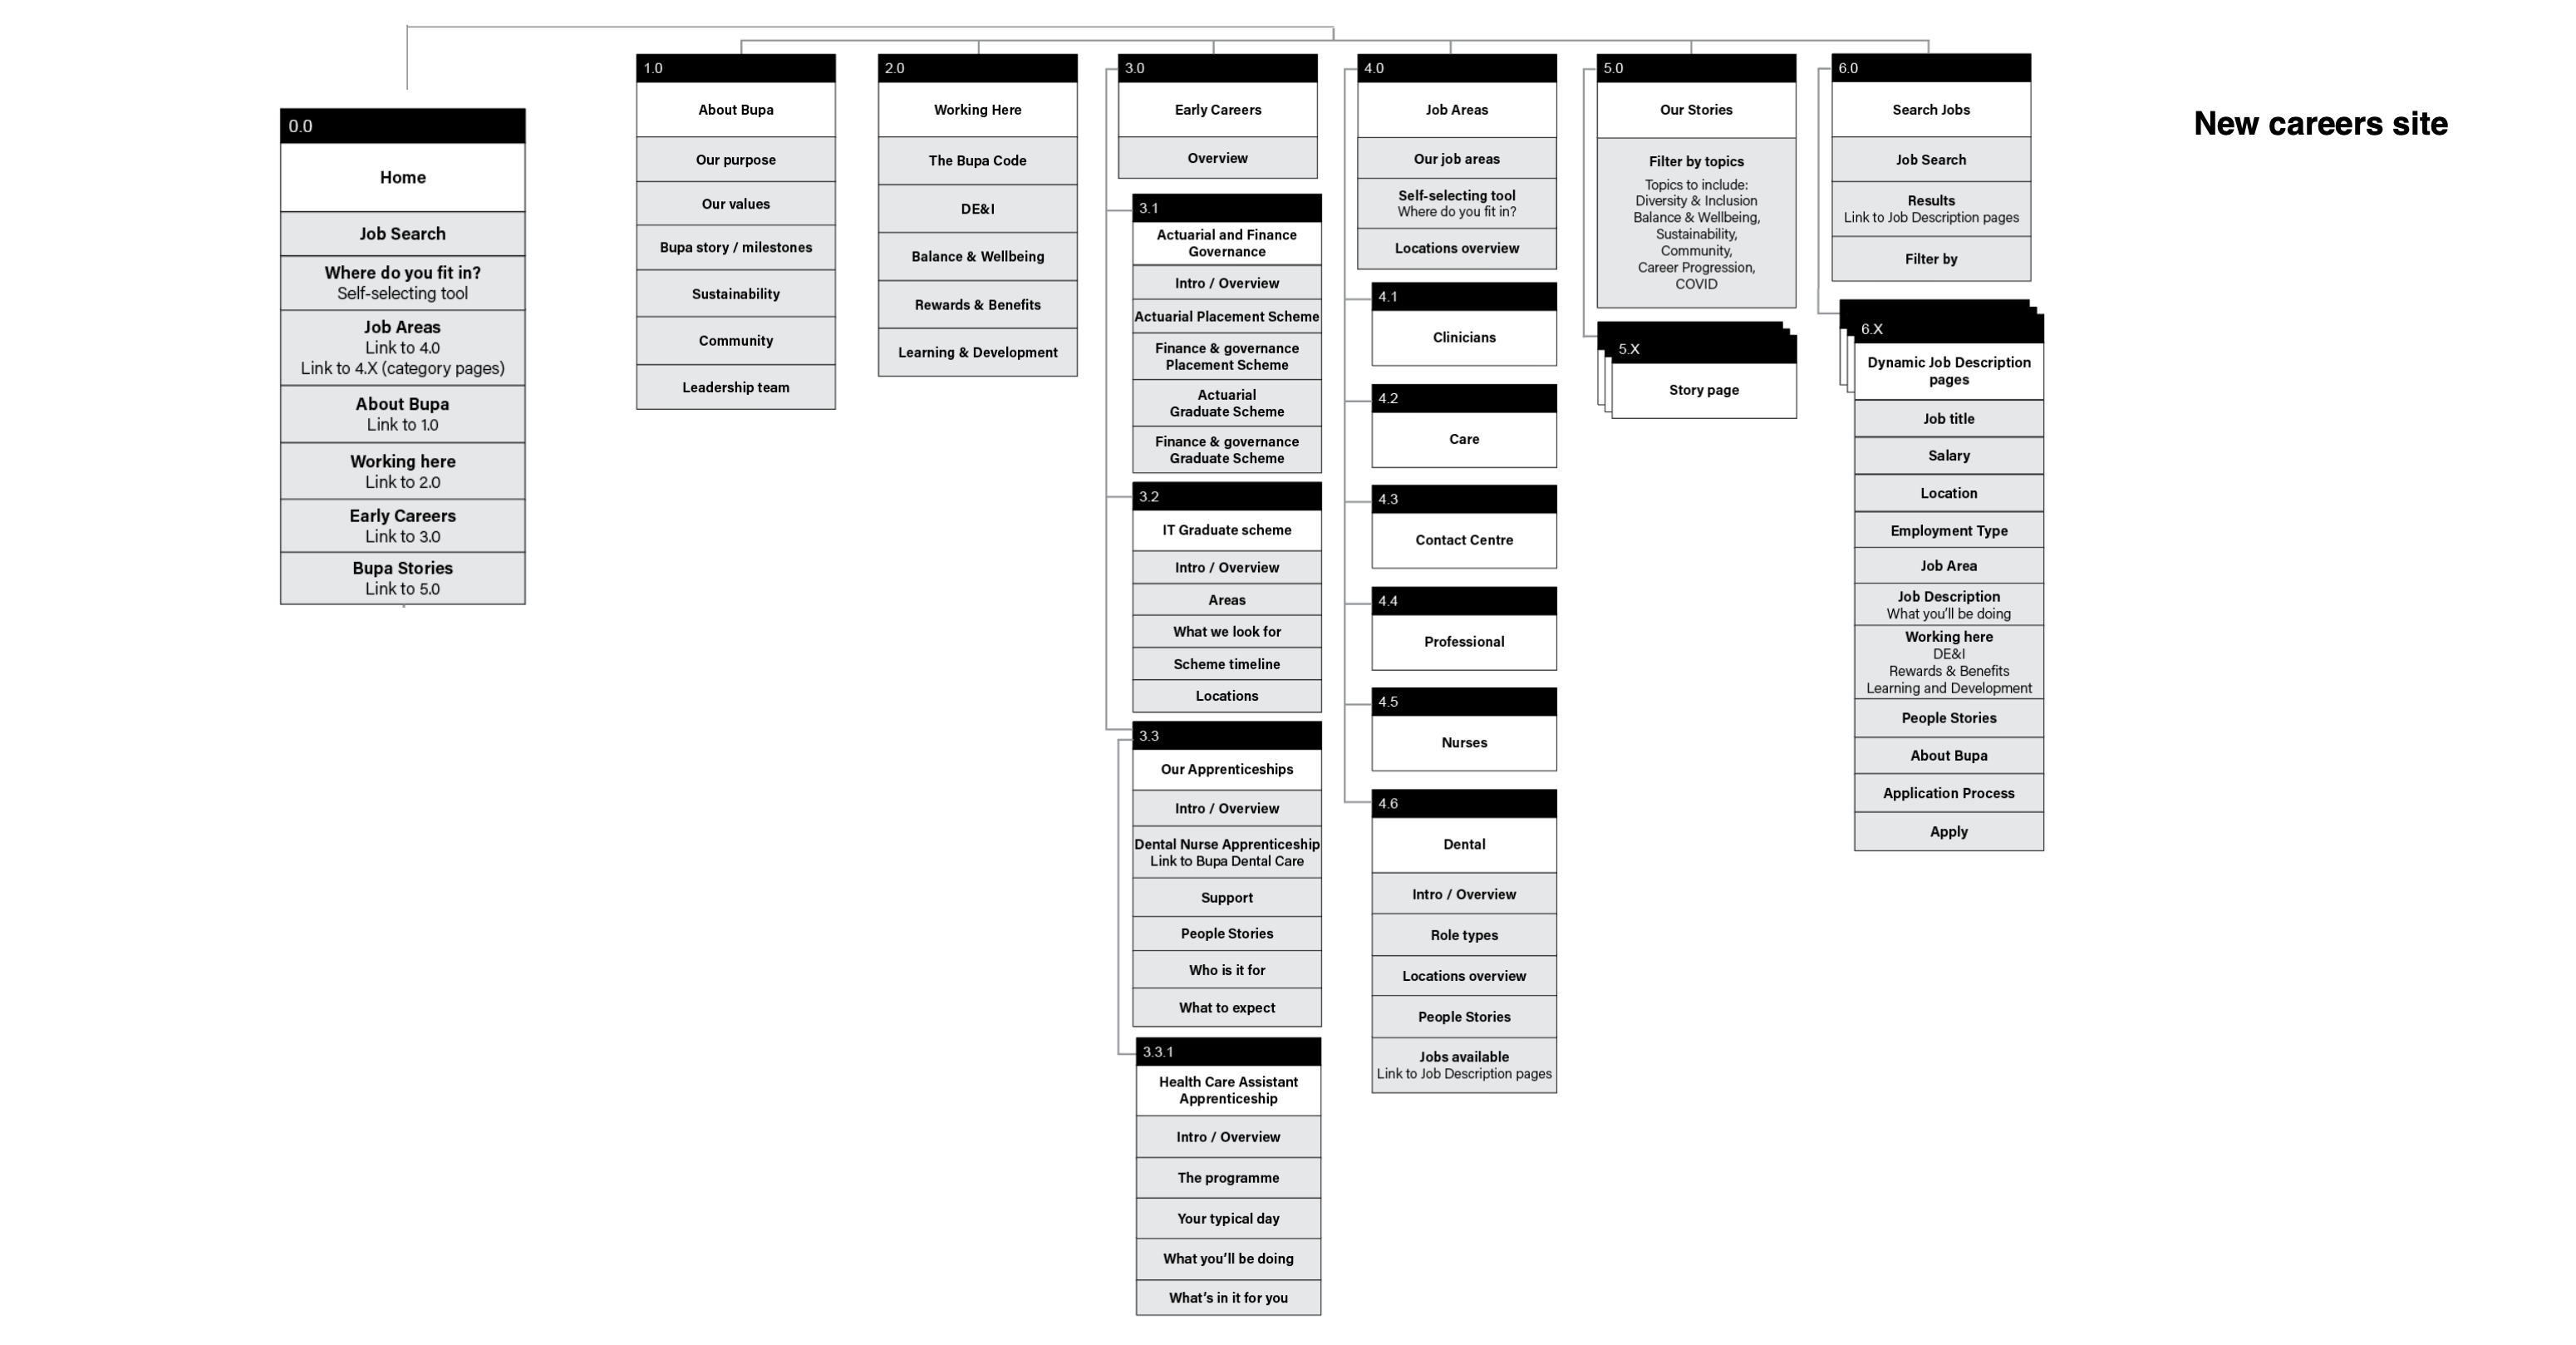 New careers site
0.0
Home
Job Search
Where do you fit in?
Self-selecting tool
Job Areas
Link to 4.0
Link to 4.X (category pages)
About Bupa
Link to 1.0
Working here
Link to 2.0
Early Careers
Link to 3.0
Bupa Stories
Link to 5.0
1.0
About Bupa
Our purpose
Our values
Bupa story / milestones
Sustainability
Community
Leadership team
2.0
Working Here
The Bupa Code
DE&I
Balance & Wellbeing
Rewards & Benefits
Learning & Development
3.0
Early Careers
Overview
3.1
Actuarial and Finance
Governance
Intro / Overview
Actuarial Placement Scheme
Finance & governance
Placement Scheme
Actuarial
Graduate Scheme
Finance & governance
Graduate Scheme
3.2
IT Graduate scheme
Intro / Overview
Areas
What we look for
Scheme timeline
Locations
3.3
Our Apprenticeships
Intro / Overview
Dental Nurse Apprenticeship
Link to Bupa Dental Care
Support
People Stories
Who is it for
What to expect
3.3.1
Health Care Assistant
Apprenticeship
Intro / Overview
The programme
Your typical day
What you'll be doing
What's in it for you
4.0
Job Areas
Our job areas
Self-selecting tool
Where do you fit in?
Locations overview
4.1
Clinicians
4.2
Care
4.3
Contact Centre
4.4
Professional
4.5
Nurses
4.6
Dental
Intro / Overview
Role types
Locations overview
People Stories
Jobs available
Link to Job Description pages
5.0
Our Stories
Filter by topics
Topics to include:
Diversity & Inclusion
Balance & Wellbeing,
Sustainability,
Community,
Career Progression,
COVID
5.X
Story page
6.0
Search Jobs
Job Search
Results
Link to Job Description pages
Filter by
6.X
Dynamic Job Description
pages
Job title
Salary
Location
Employment Type
Job Area
Job Description
What you'll be doing
Working here
DE&I
Rewards & Benefits
Learning and Development
People Stories
About Bupa
Application Process
Apply